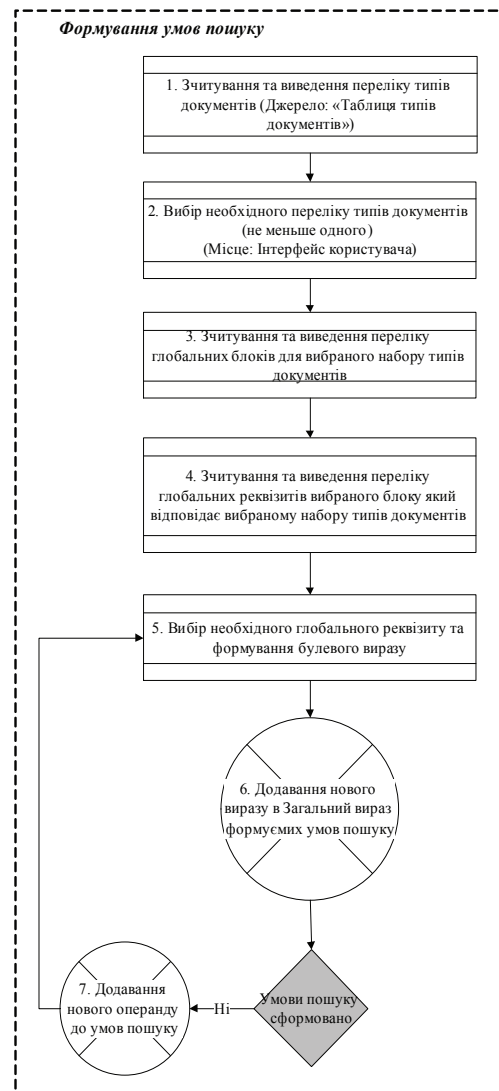 Формування умов пошуку
1. Зчитування та виведення переліку типів
документів (Джерело: «Таблиця типів
документів»)
2. Вибір необхідного переліку типів документів
(не меньше одного)
(Місце: Інтерфейс користувача)
3. Зчитування та виведення переліку
глобальних блоків для вибраного набору типів
документів
4. Зчитування та виведення переліку
глобальних реквізитів вибраного блоку який
відповідає вибраному набору типів документів
5. Вибір необхідного глобального реквізиту та
формування булевого виразу
6. Додавання нового
виразу в Загальний вираз
формуємих умов пошуку
7. Додавання
нового операнду
до умов пошуку
Ні
Умови пошуку
сформовано